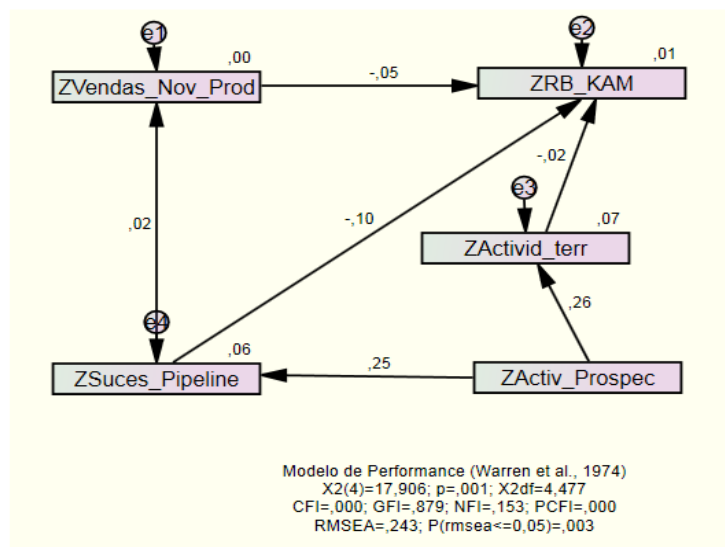 e1
,00
ZVendas_Nov_Prod
-,05
e2
,01
ZRB_KAM
-,02
e3
,07
ZActivid_terr
,02
-,10
,26
e4
,06
ZSuces_Pipeline
,25
ZActiv_Prospec
Modelo de Performance (Warren et al., 1974)
X2(4)=17,906; p=,001; X2df=4,477
CFI=,000; GFI=,879; NFI=,153; PCFI=,000
RMSEA=,243; P(rmsea<=0,05)=,003